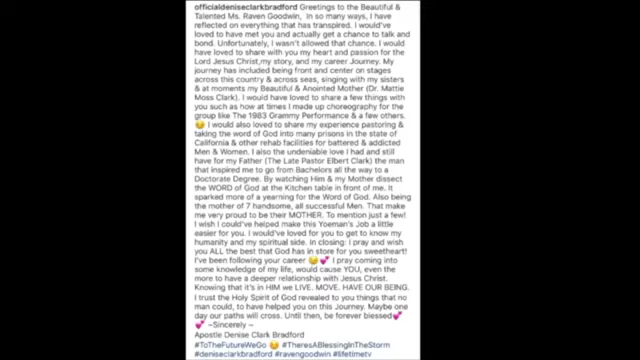 officialdeniseclarkbradford Greetings to the Beautiful &
Talented Ms. Raven Goodwin, In so many ways, I have
reflected on everything that has transpired. I would've
loved to have met you and actually get a chance to talk and
bond. Unfortunately, I wasn't allowed that chance. I would
have loved to share with you my heart and passion for the
Lord Jesus Christ,my story, and my career Journey. My
journey has included being front and center on stages
across this country & across seas, singing with my sisters
& at moments my Beautiful & Anointed Mother (Dr. Mattie
Moss Clark). I would have loved to share a few things with
you such as how at times I made up choreography for the
group like The 1983 Grammy Performance & a few others.
😏 I would also loved to share my experience pastoring &
taking the word of God into many prisons in the state of
California & other rehab facilities for battered & addicted
Men & Women. I also the undeniable love I had and still
have for my Father (The Late Pastor Elbert Clark) the man
that inspired me to go from Bachelors all the way to a
Doctorate Degree. By watching Him & my Mother dissect
the WORD of God at the Kitchen table in front of me. It
sparked more of a yearning for the Word of God. Also being
the mother of 7 handsome, all successful Men. That make
me very proud to be their MOTHER. To mention just a few!
I wish I could've helped make this Yoeman's Job a little
easier for you. I would've loved for you to get to know my
humanity and my spiritual side. In closing: I pray and wish
you ALL the best that God has in store for you sweetheart!
I've been following your career 😏 💞 I pray coming into
some knowledge of my life, would cause YOU, even the
more to have a deeper relationship with Jesus Christ.
Knowing that it's in HIM we LIVE. MOVE. HAVE OUR BEING.
I trust the Holy Spirit of God revealed to you things that no
man could, to have helped you on this Journey. Maybe one
day our paths will cross. Until then, be forever blessed💕
💕 ~Sincerely ~
Apostle Denise Clark Bradford
#ToTheFutureWeGo 😏 #TheresABlessingInTheStorm
#deniseclarkbradford #ravengoodwin #lifetimetv